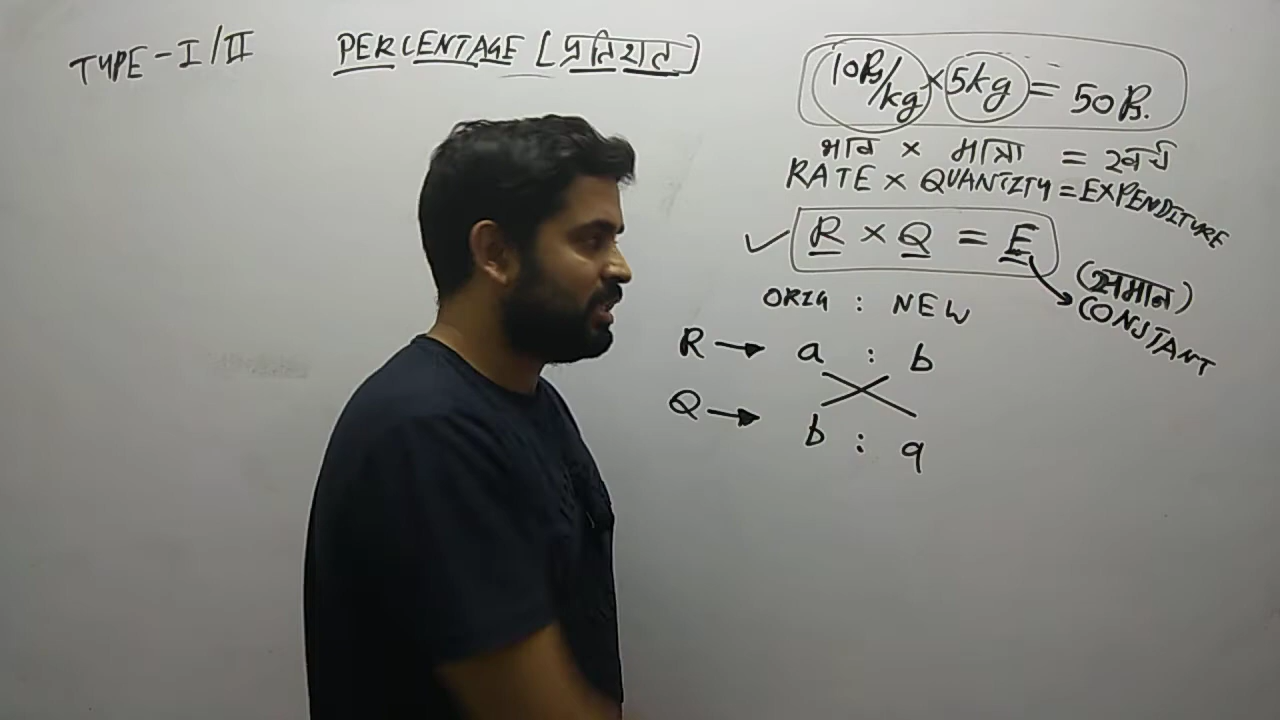 TYPE - I/II
PERCENTAGE [प्रतिशत]
10₨/kg × 5kg = 50₨.
भाव × मात्रा = खर्च
RATE × QUANTITY = EXPENDITURE
✓ R × Q = E
(समान)
CONSTANT
ORIG : NEW
R → a : b
Q → b : a